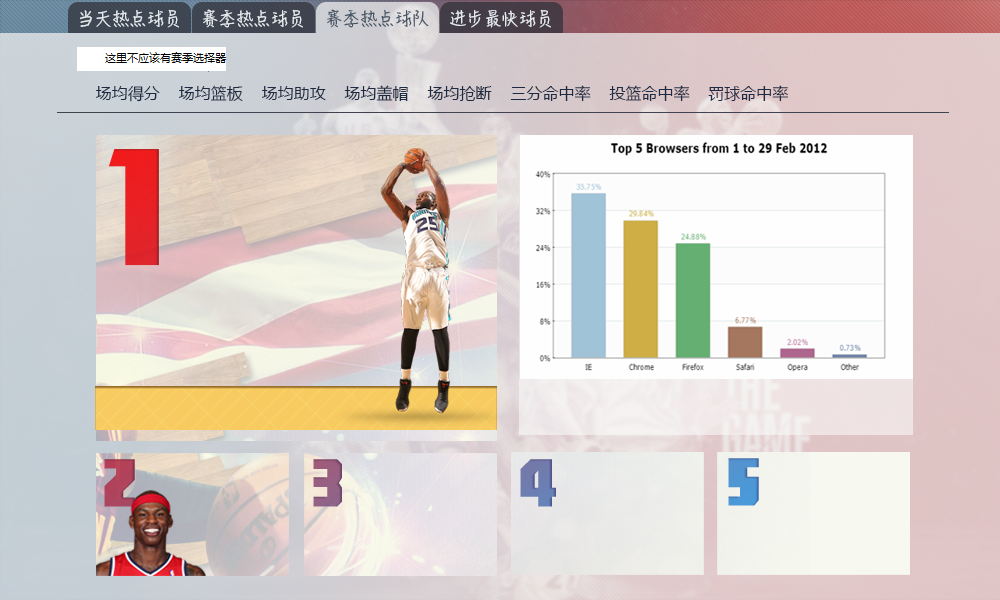 当天热点球员 赛季热点球员 赛季热点球队 进步最快球员
这里不应该有赛季选择器
场均得分 场均篮板 场均助攻 场均盖帽 场均抢断 三分命中率 投篮命中率 罚球命中率
1
25
Top 5 Browsers from 1 to 29 Feb 2012
40%
32%
24%
16%
8%
0%
35.75%
29.84%
24.88%
6.77%
2.02%
0.73%
IE Chrome Firefox Safari Opera Other
THE
GAME
2
3
4
5